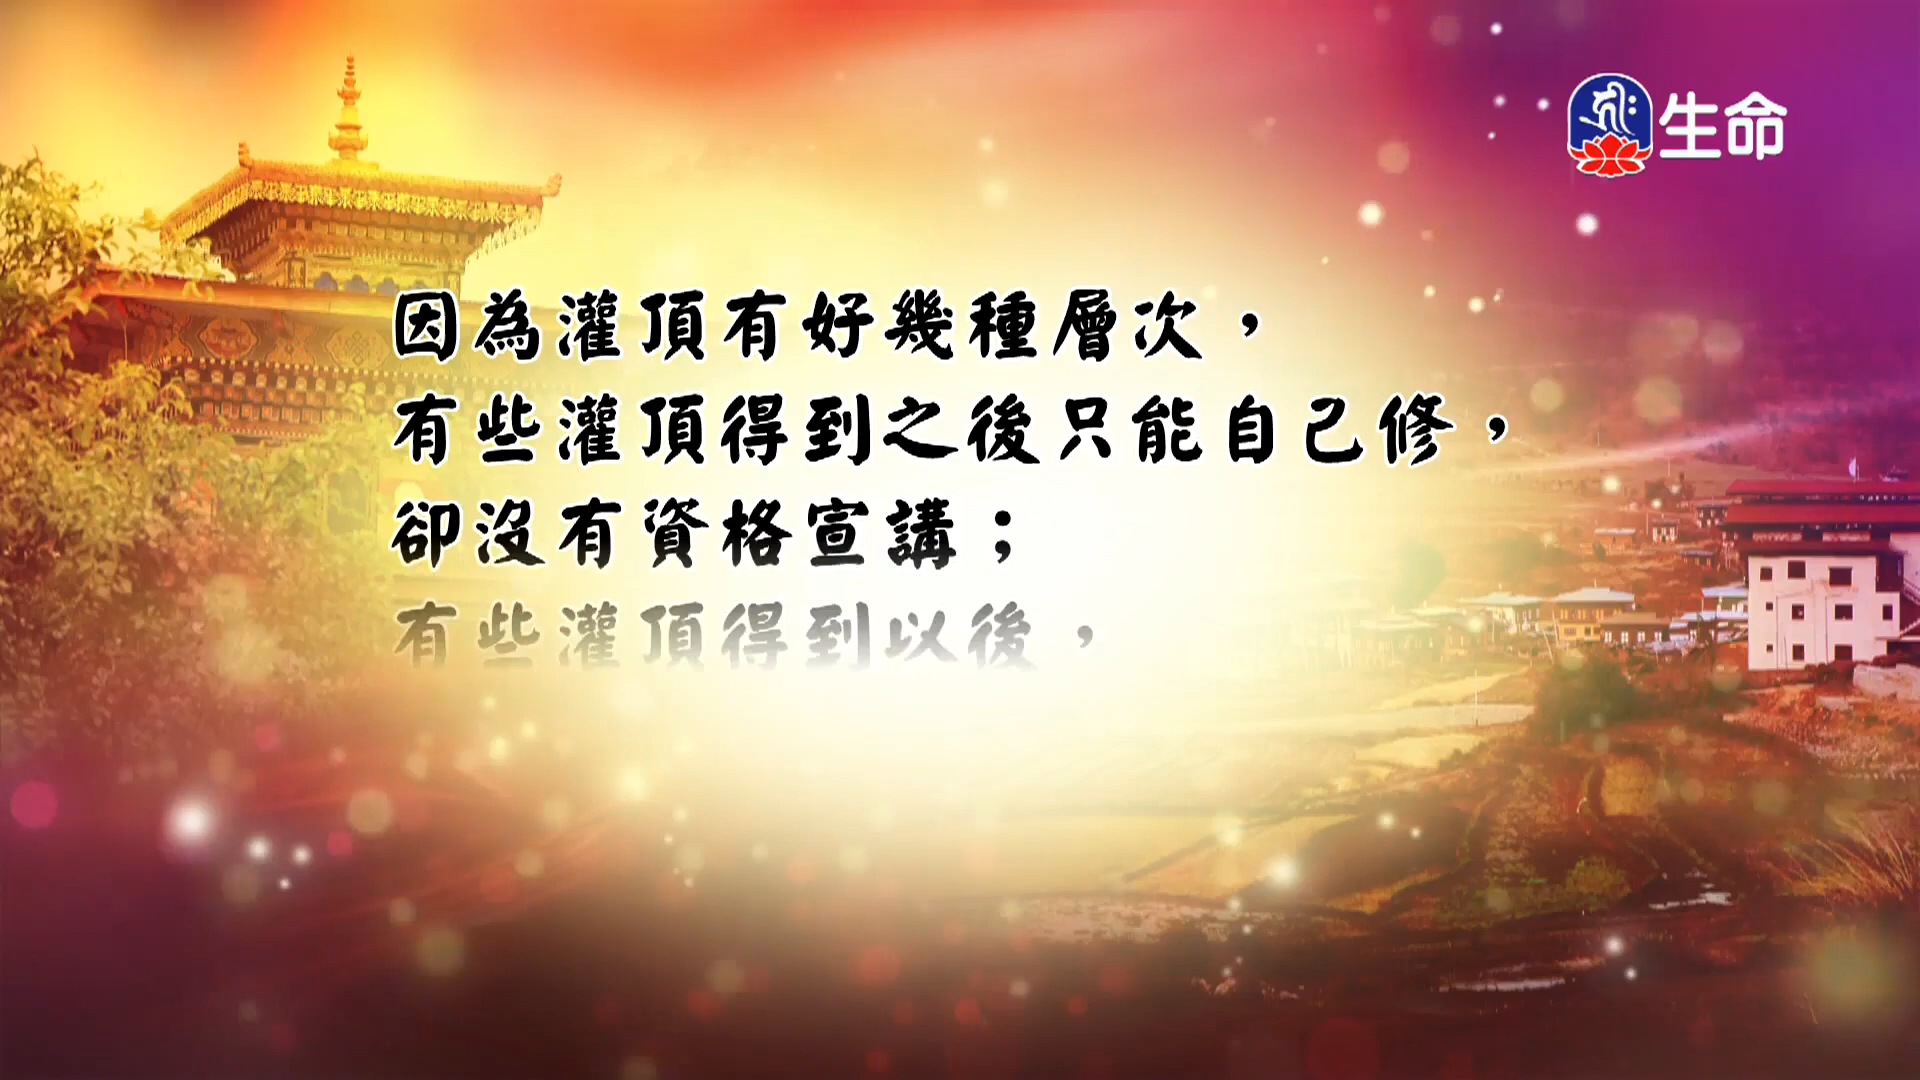 生命
因為灌頂有好幾種層次，
有些灌頂得到之後只能自己修，
卻沒有資格宣講；
有些灌頂得到以後，